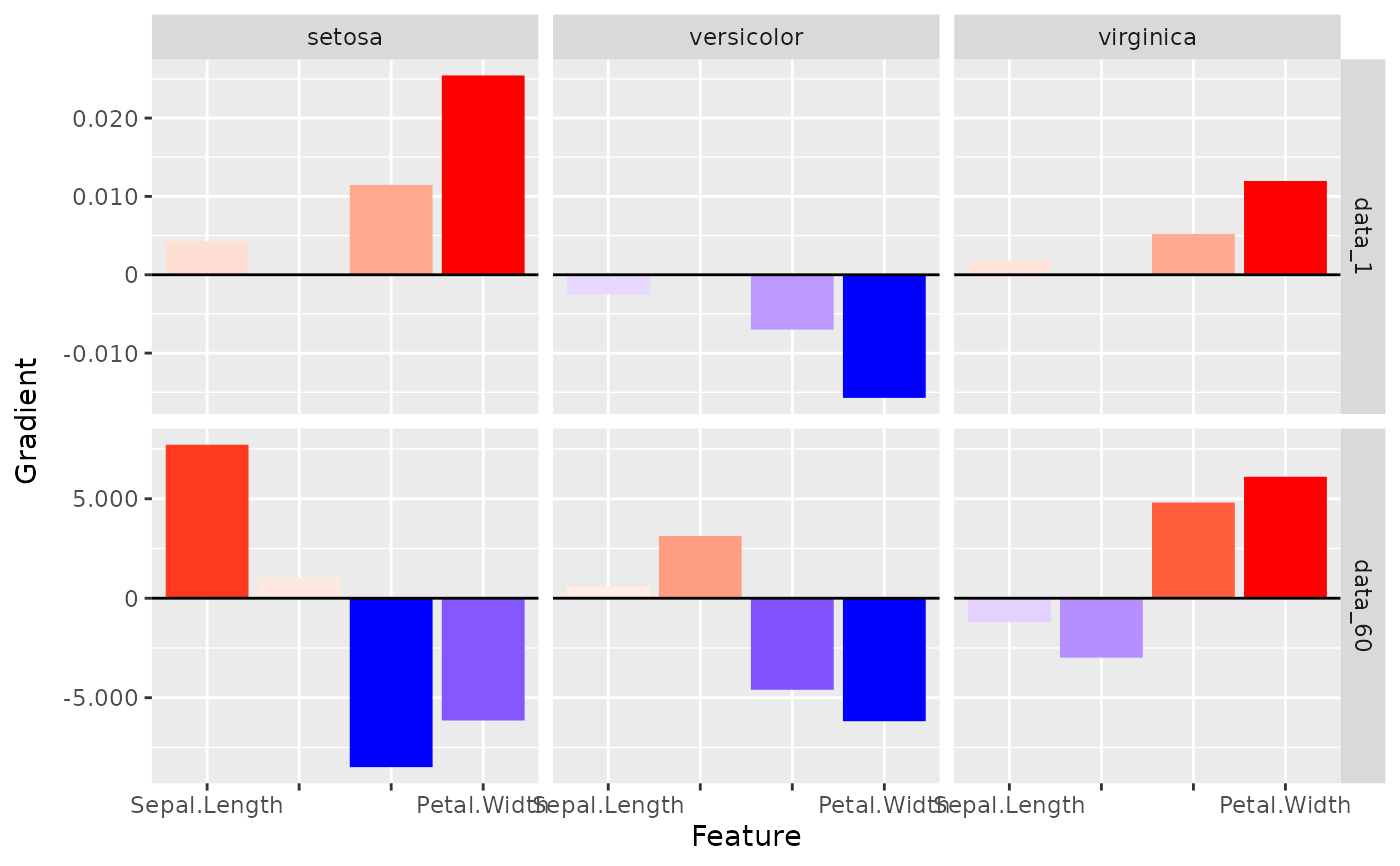 setosa versicolor virginica
0.020
0.010
0
-0.010
data_1
Gradient
5.000
0
-5.000
data_60
Sepal.Length Petal.Width Sepal.Length Petal.Width Sepal.Length Petal.Width
Feature